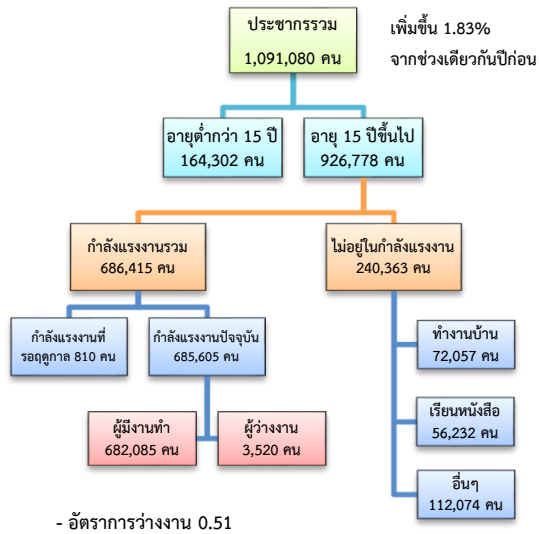 ประชากรรวม
1,091,080 คน
เพิ่มขึ้น 1.83%
จากช่วงเดียวกันปีก่อน
อายุต่ำกว่า 15 ปี
164,302 คน
อายุ 15 ปีขึ้นไป
926,778 คน
กำลังแรงงานรวม
686,415 คน
ไม่อยู่ในกำลังแรงงาน
240,363 คน
กำลังแรงงานที่
รอฤดูกาล 810 คน
กำลังแรงงานปัจจุบัน
685,605 คน
ทำงานบ้าน
72,057 คน
ผู้มีงานทำ
682,085 คน
ผู้ว่างงาน
3,520 คน
เรียนหนังสือ
56,232 คน
อื่นๆ
112,074 คน
- อัตราการว่างงาน 0.51